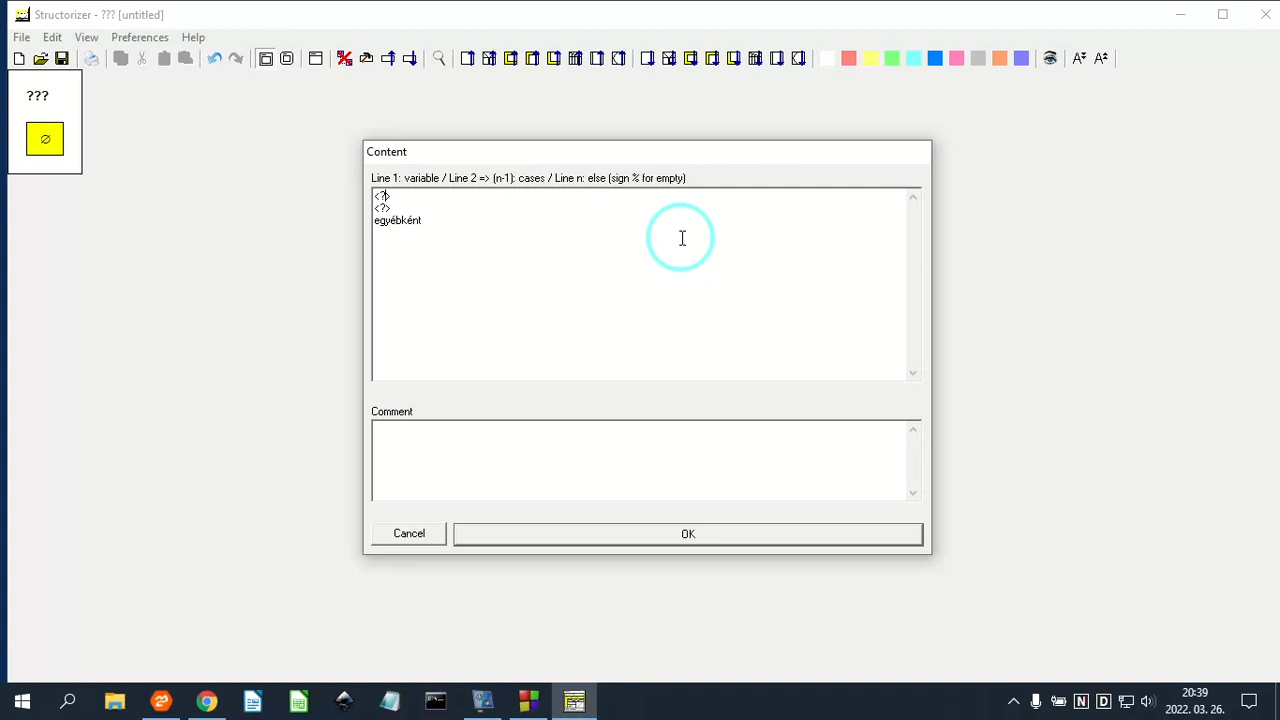 Structorizer - ??? [untitled]
File Edit View Preferences Help
???
∅
Content
Line 1: variable / Line 2 => (n-1): cases / Line n: else (sign % for empty)
<?>
<?>
egyébként
Comment
Cancel
OK
20:39
2022. 03. 26.